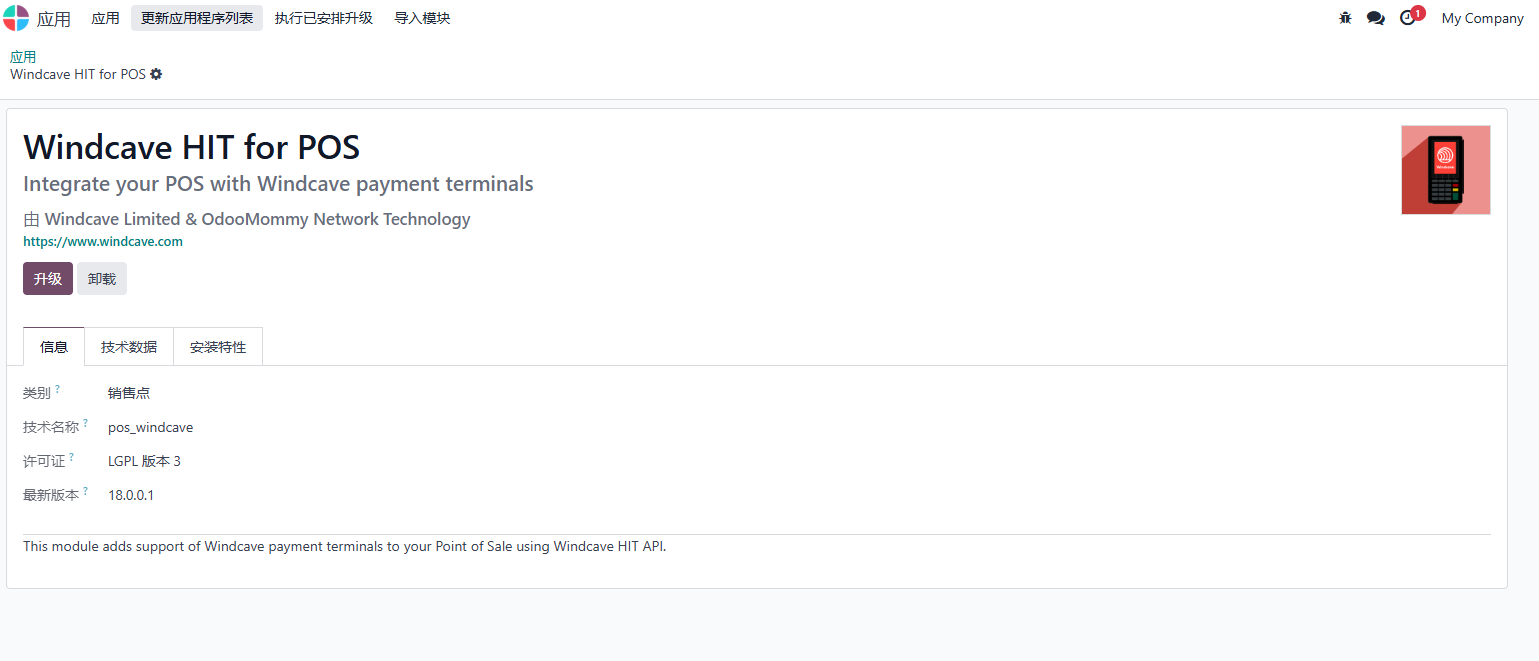 应用 应用 更新应用程序列表 执行已安排升级 导入模块 1 My Company
应用
Windcave HIT for POS
Windcave HIT for POS
Integrate your POS with Windcave payment terminals
由 Windcave Limited & OdooMommy Network Technology
https://www.windcave.com
升级 卸载
信息 技术数据 安装特性
类别 ? 销售点
技术名称 ? pos_windcave
许可证 ? LGPL 版本 3
最新版本 ? 18.0.0.1
This module adds support of Windcave payment terminals to your Point of Sale using Windcave HIT API.